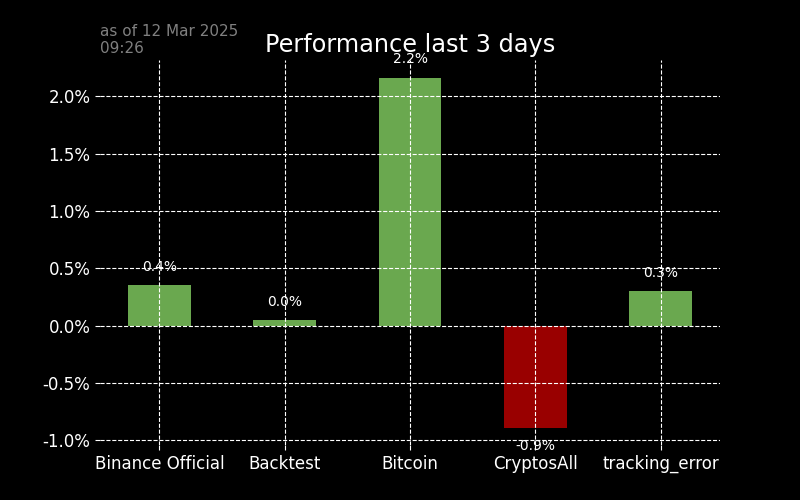 as of 12 Mar 2025
09:26
Performance last 3 days
2.2%
2.0%
1.5%
1.0%
0.5%
0.0%
-0.5%
-1.0%
0.4%
0.0%
0.3%
-0.9%
Binance Official
Backtest
Bitcoin
CryptosAll
tracking_error